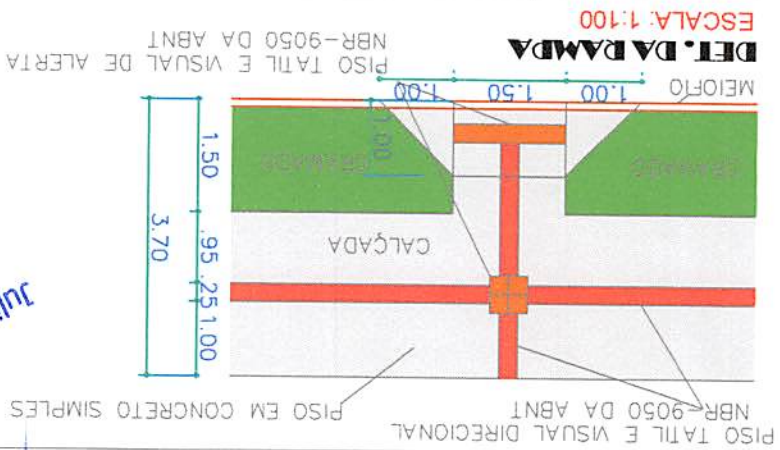 PISO TATIL E VISUAL DIRECIONAL
NBR-9050 DA ABNT
PISO EM CONCRETO SIMPLES
1.00
.25
.95
3.70
1.50
CALÇADA
GRAMADO
GRAMADO
1.00
MEIOFIO
1.00
1.50
1.00
PISO TATIL E VISUAL DE ALERTA
NBR-9050 DA ABNT
DET. DA RAMPA
ESCALA: 1:100